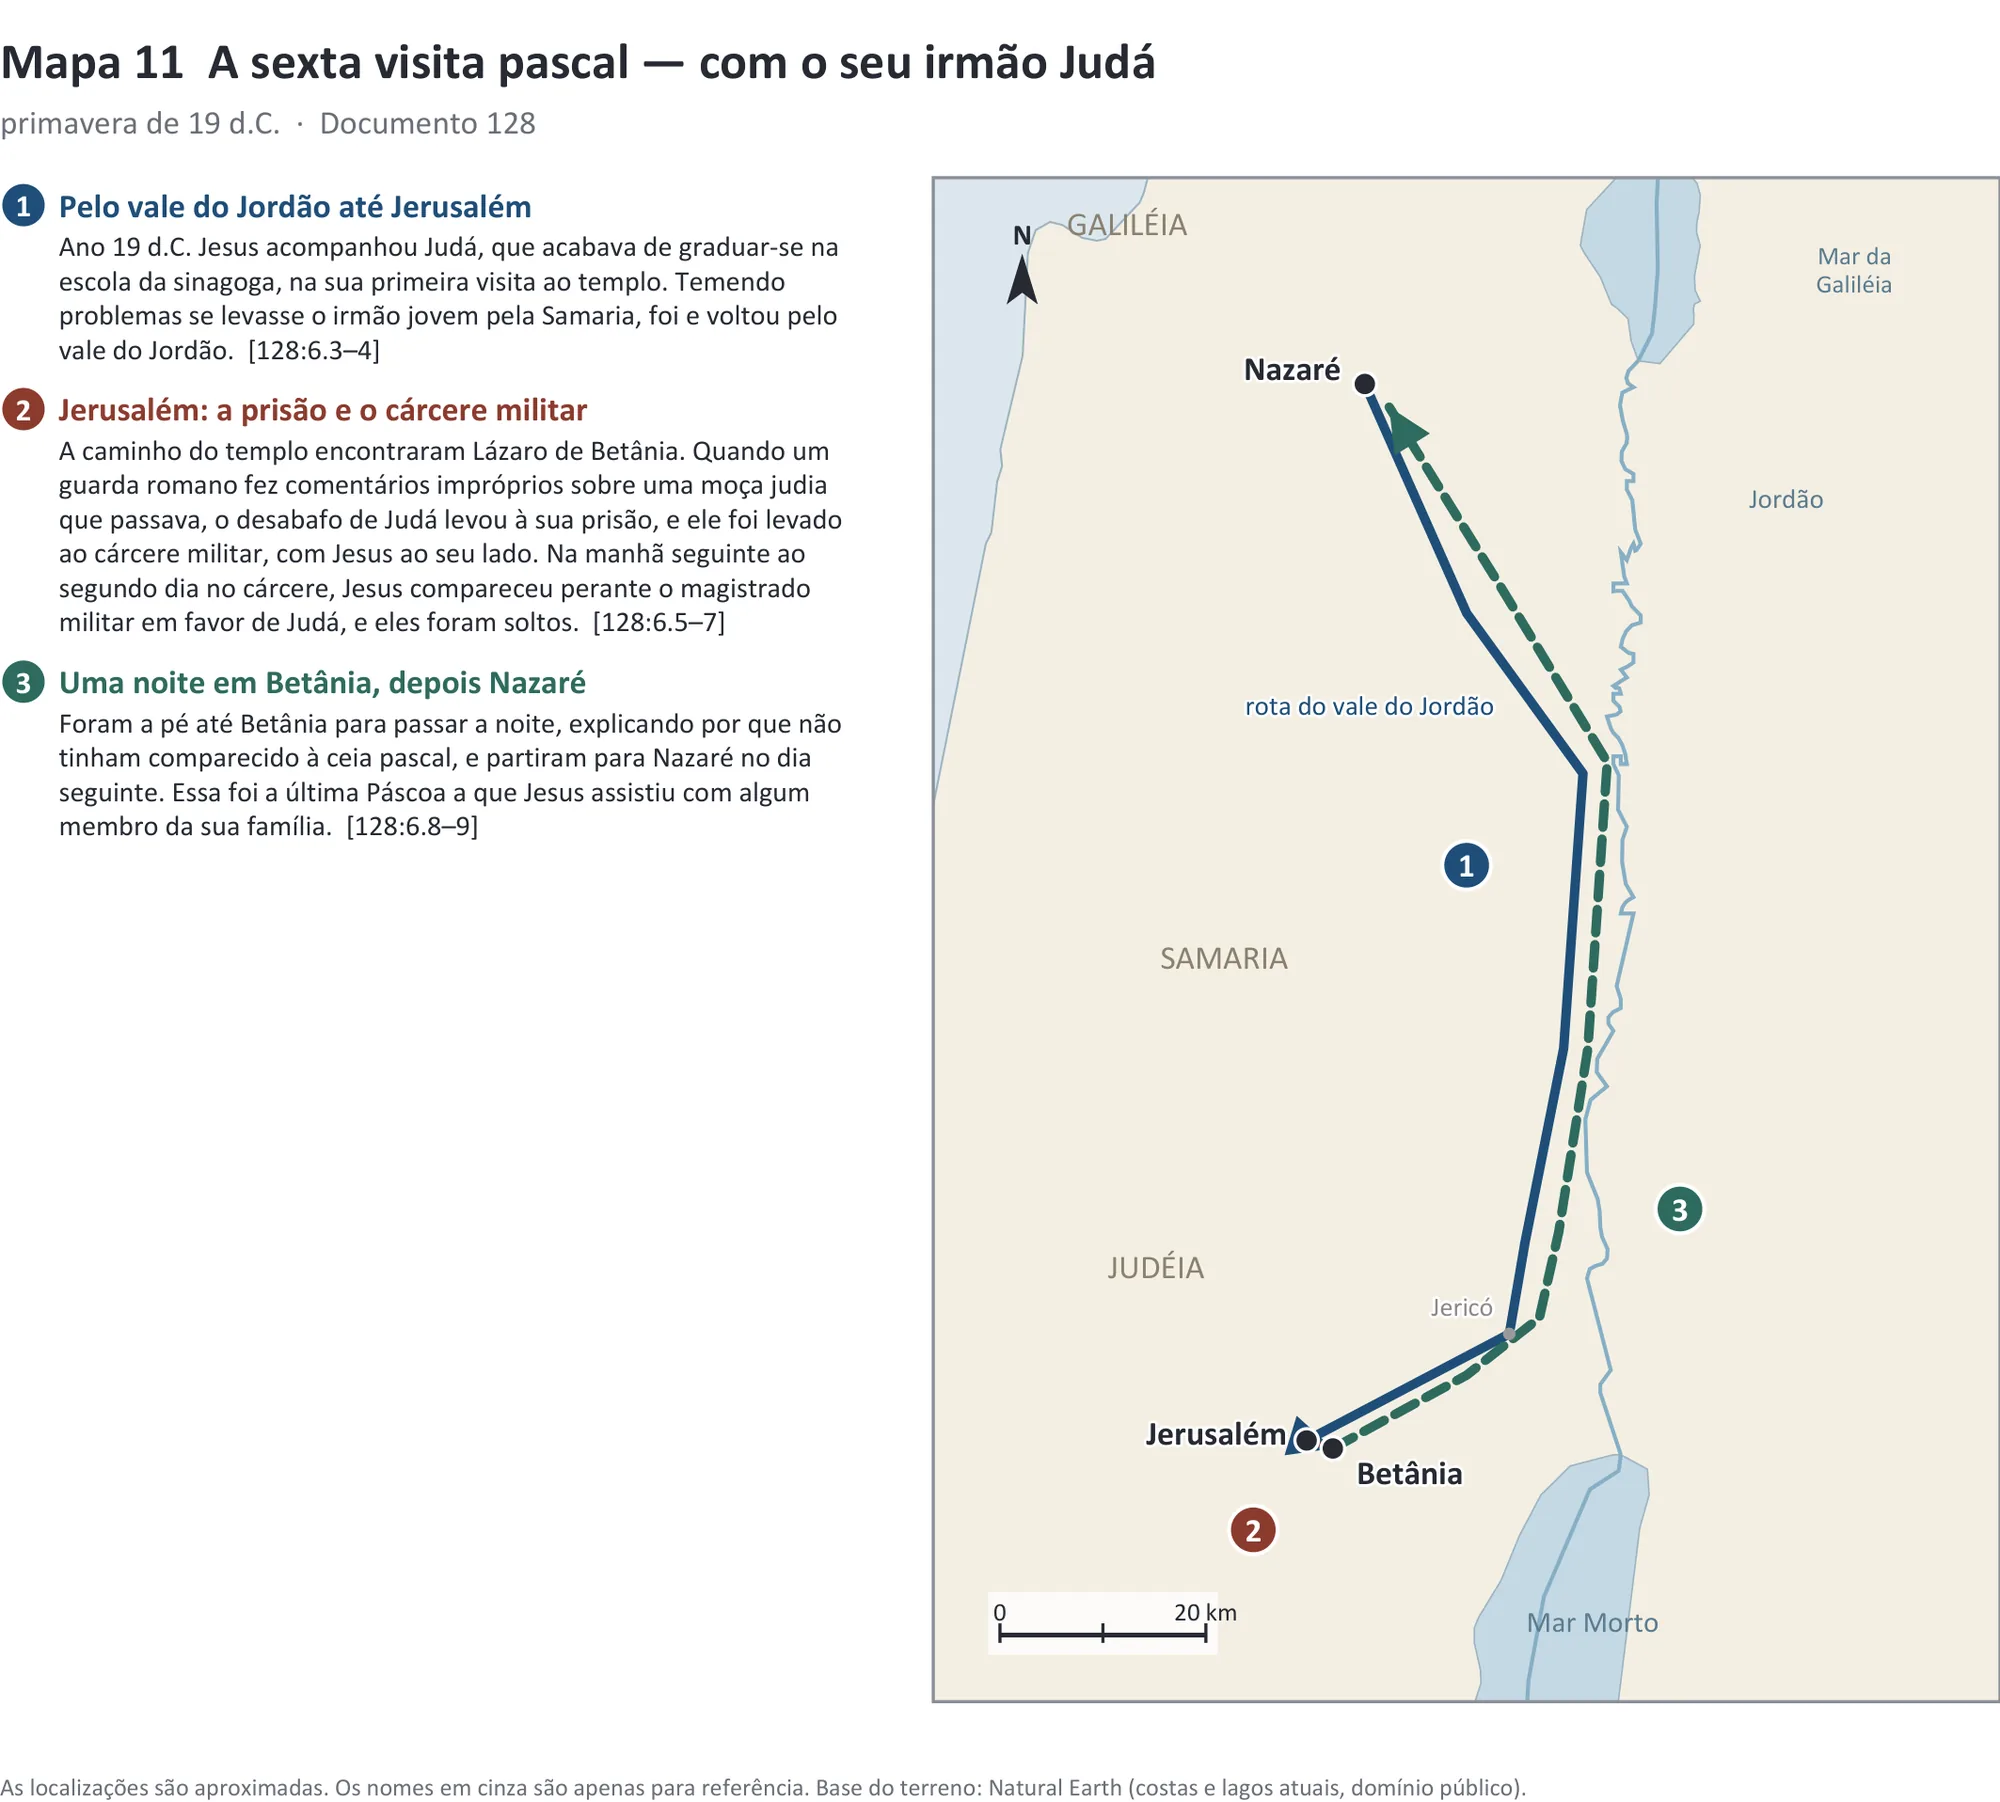 Mapa 11  A sexta visita pascal — com o seu irmão Judá
primavera de 19 d.C.  ·  Documento 128
1 Pelo vale do Jordão até Jerusalém
Ano 19 d.C. Jesus acompanhou Judá, que acabava de graduar-se na
escola da sinagoga, na sua primeira visita ao templo. Temendo
problemas se levasse o irmão jovem pela Samaria, foi e voltou pelo
vale do Jordão.  [128:6.3–4]
2 Jerusalém: a prisão e o cárcere militar
A caminho do templo encontraram Lázaro de Betânia. Quando um
guarda romano fez comentários impróprios sobre uma moça judia
que passava, o desabafo de Judá levou à sua prisão, e ele foi levado
ao cárcere militar, com Jesus ao seu lado. Na manhã seguinte ao
segundo dia no cárcere, Jesus compareceu perante o magistrado
militar em favor de Judá, e eles foram soltos.  [128:6.5–7]
3 Uma noite em Betânia, depois Nazaré
Foram a pé até Betânia para passar a noite, explicando por que não
tinham comparecido à ceia pascal, e partiram para Nazaré no dia
seguinte. Essa foi a última Páscoa a que Jesus assistiu com algum
membro da sua família.  [128:6.8–9]
GALILÉIA
N
Mar da
Galiléia
Nazaré
Jordão
rota do vale do Jordão
1
SAMARIA
3
JUDÉIA
Jericó
Jerusalém
Betânia
2
0 20 km
Mar Morto
As localizações são aproximadas. Os nomes em cinza são apenas para referência. Base do terreno: Natural Earth (costas e lagos atuais, domínio público).